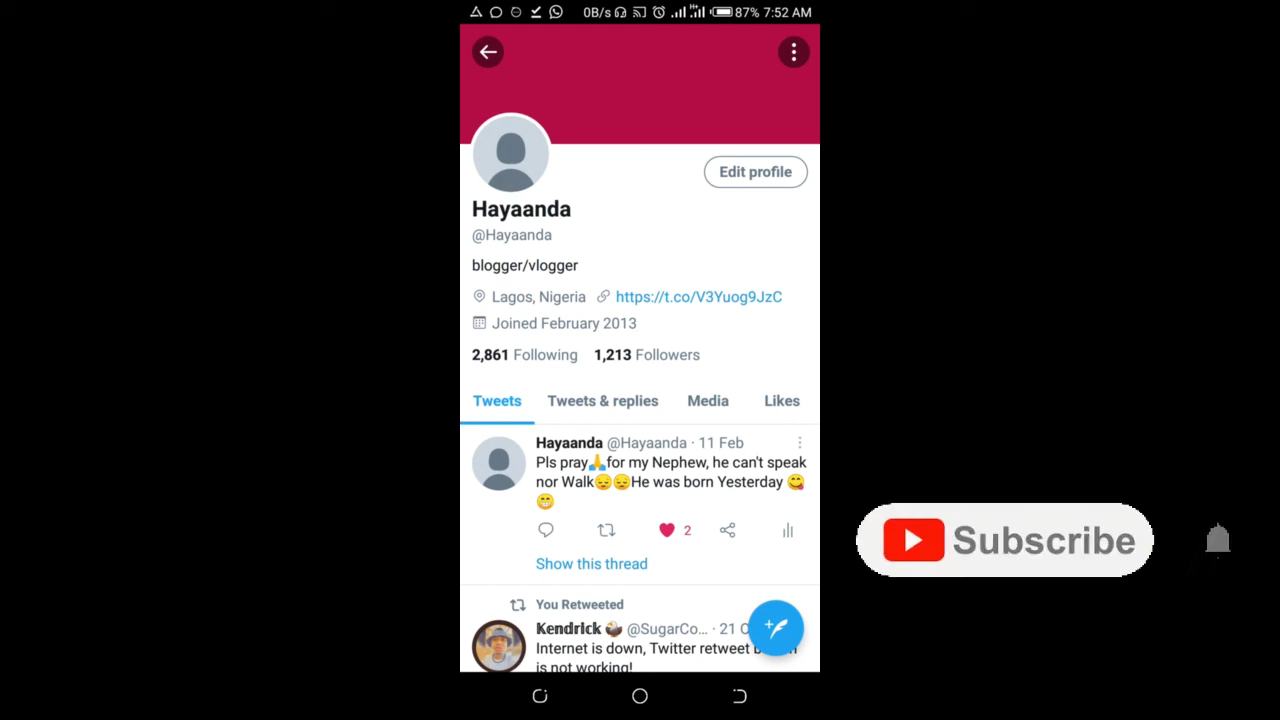 0B/s H+ 87% 7:52 AM
Edit profile
Hayaanda
@Hayaanda
blogger/vlogger
Lagos, Nigeria https://t.co/V3Yuog9JzC
Joined February 2013
2,861 Following 1,213 Followers
Tweets Tweets & replies Media Likes
Hayaanda @Hayaanda · 11 Feb
Pls pray🙏for my Nephew, he can't speak
nor Walk😔😔He was born Yesterday 😋
😁
2
Show this thread
You Retweeted
Kendrick @SugarCo... · 21 O
Internet is down, Twitter retweet
is not working!
Subscribe